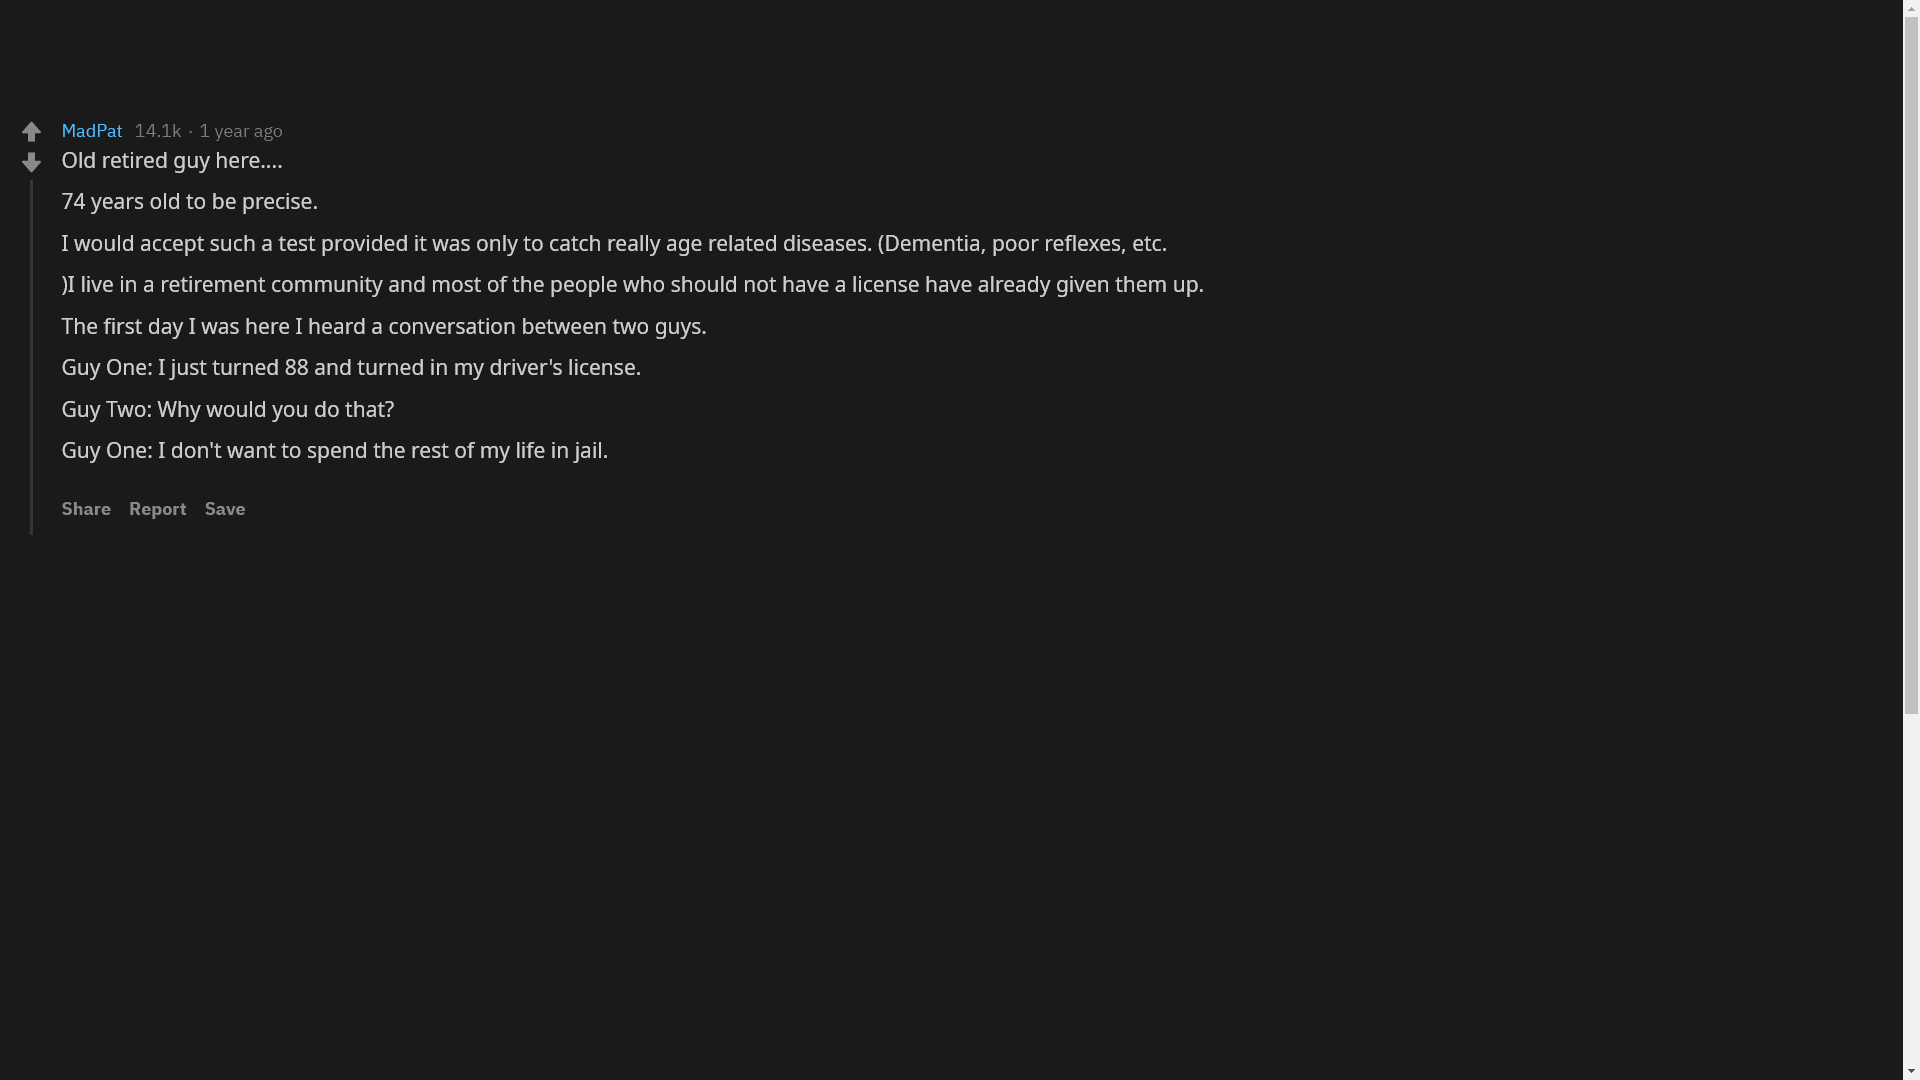 MadPat 14.1k · 1 year ago
Old retired guy here....
74 years old to be precise.
I would accept such a test provided it was only to catch really age related diseases. (Dementia, poor reflexes, etc.
)I live in a retirement community and most of the people who should not have a license have already given them up.
The first day I was here I heard a conversation between two guys.
Guy One: I just turned 88 and turned in my driver's license.
Guy Two: Why would you do that?
Guy One: I don't want to spend the rest of my life in jail.
Share Report Save